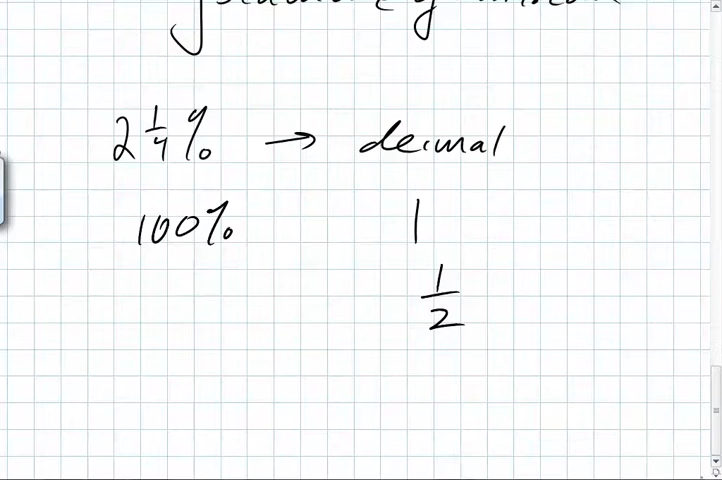 2 1/4 % → decimal
100% 1
1/2